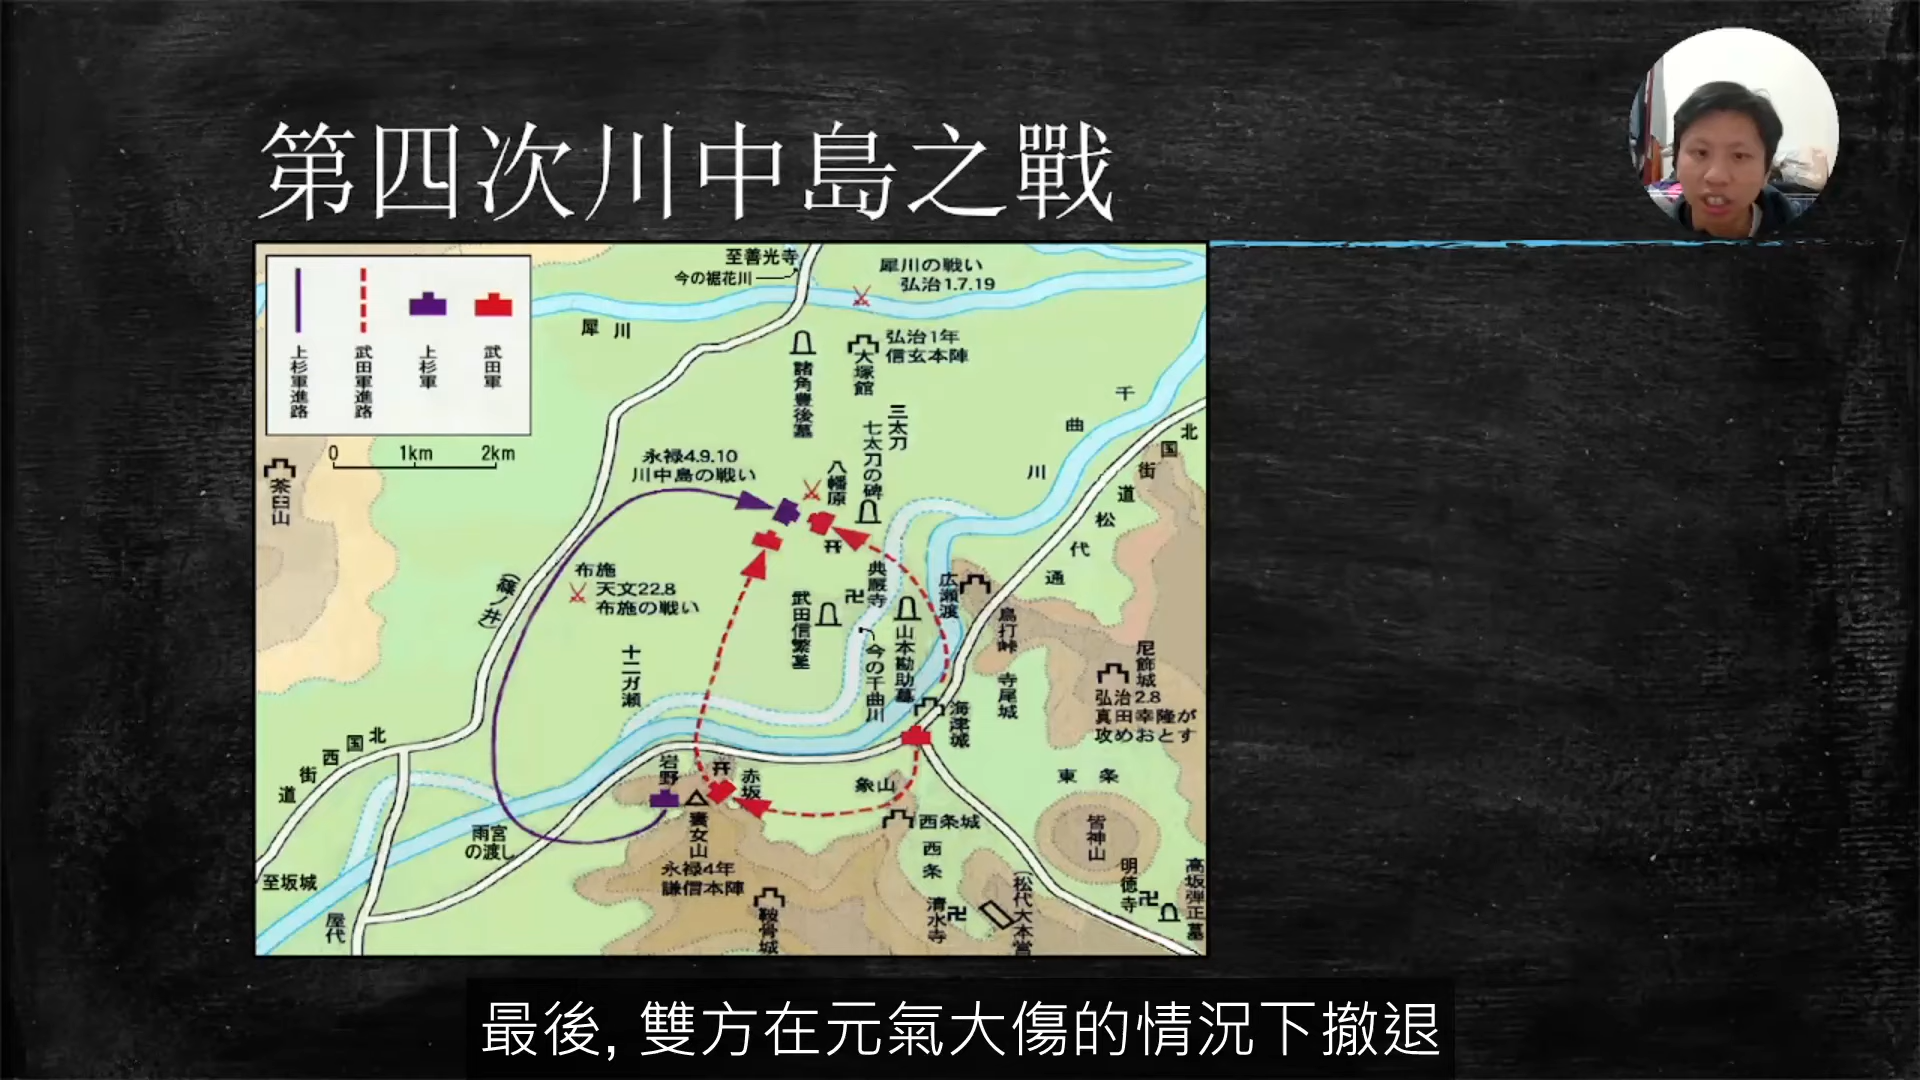 第四次川中島之戰
上杉軍進路
武田軍進路
上杉軍
武田軍
0 1km 2km
至善光寺
今の裾花川
犀川の戦い
弘治1.7.19
犀川
諸角豊後墓
大塚館
弘治1年
信玄本陣
三太刀
七太刀の碑
千曲川
北国街道
松代通
茶臼山
永禄4.9.10
川中島の戦い
八幡原
布施
天文22.8
布施の戦い
(篠ノ井)
典厩寺
武田信繁墓
山本勘助墓
広瀬渡
鳥打峠
寺尾城
尼飾城
弘治2.8
真田幸隆が
攻めおとす
十二ガ瀬
今の千曲川
海津城
北国西街道
岩野
赤坂
象山
東条
妻女山
西条城
西条
皆神山
雨宮
の渡し
永禄4年
謙信本陣
至坂城
屋代
鞍骨城
清水寺
(松代大本営
明徳寺
高坂弾正墓
最後, 雙方在元氣大傷的情況下撤退